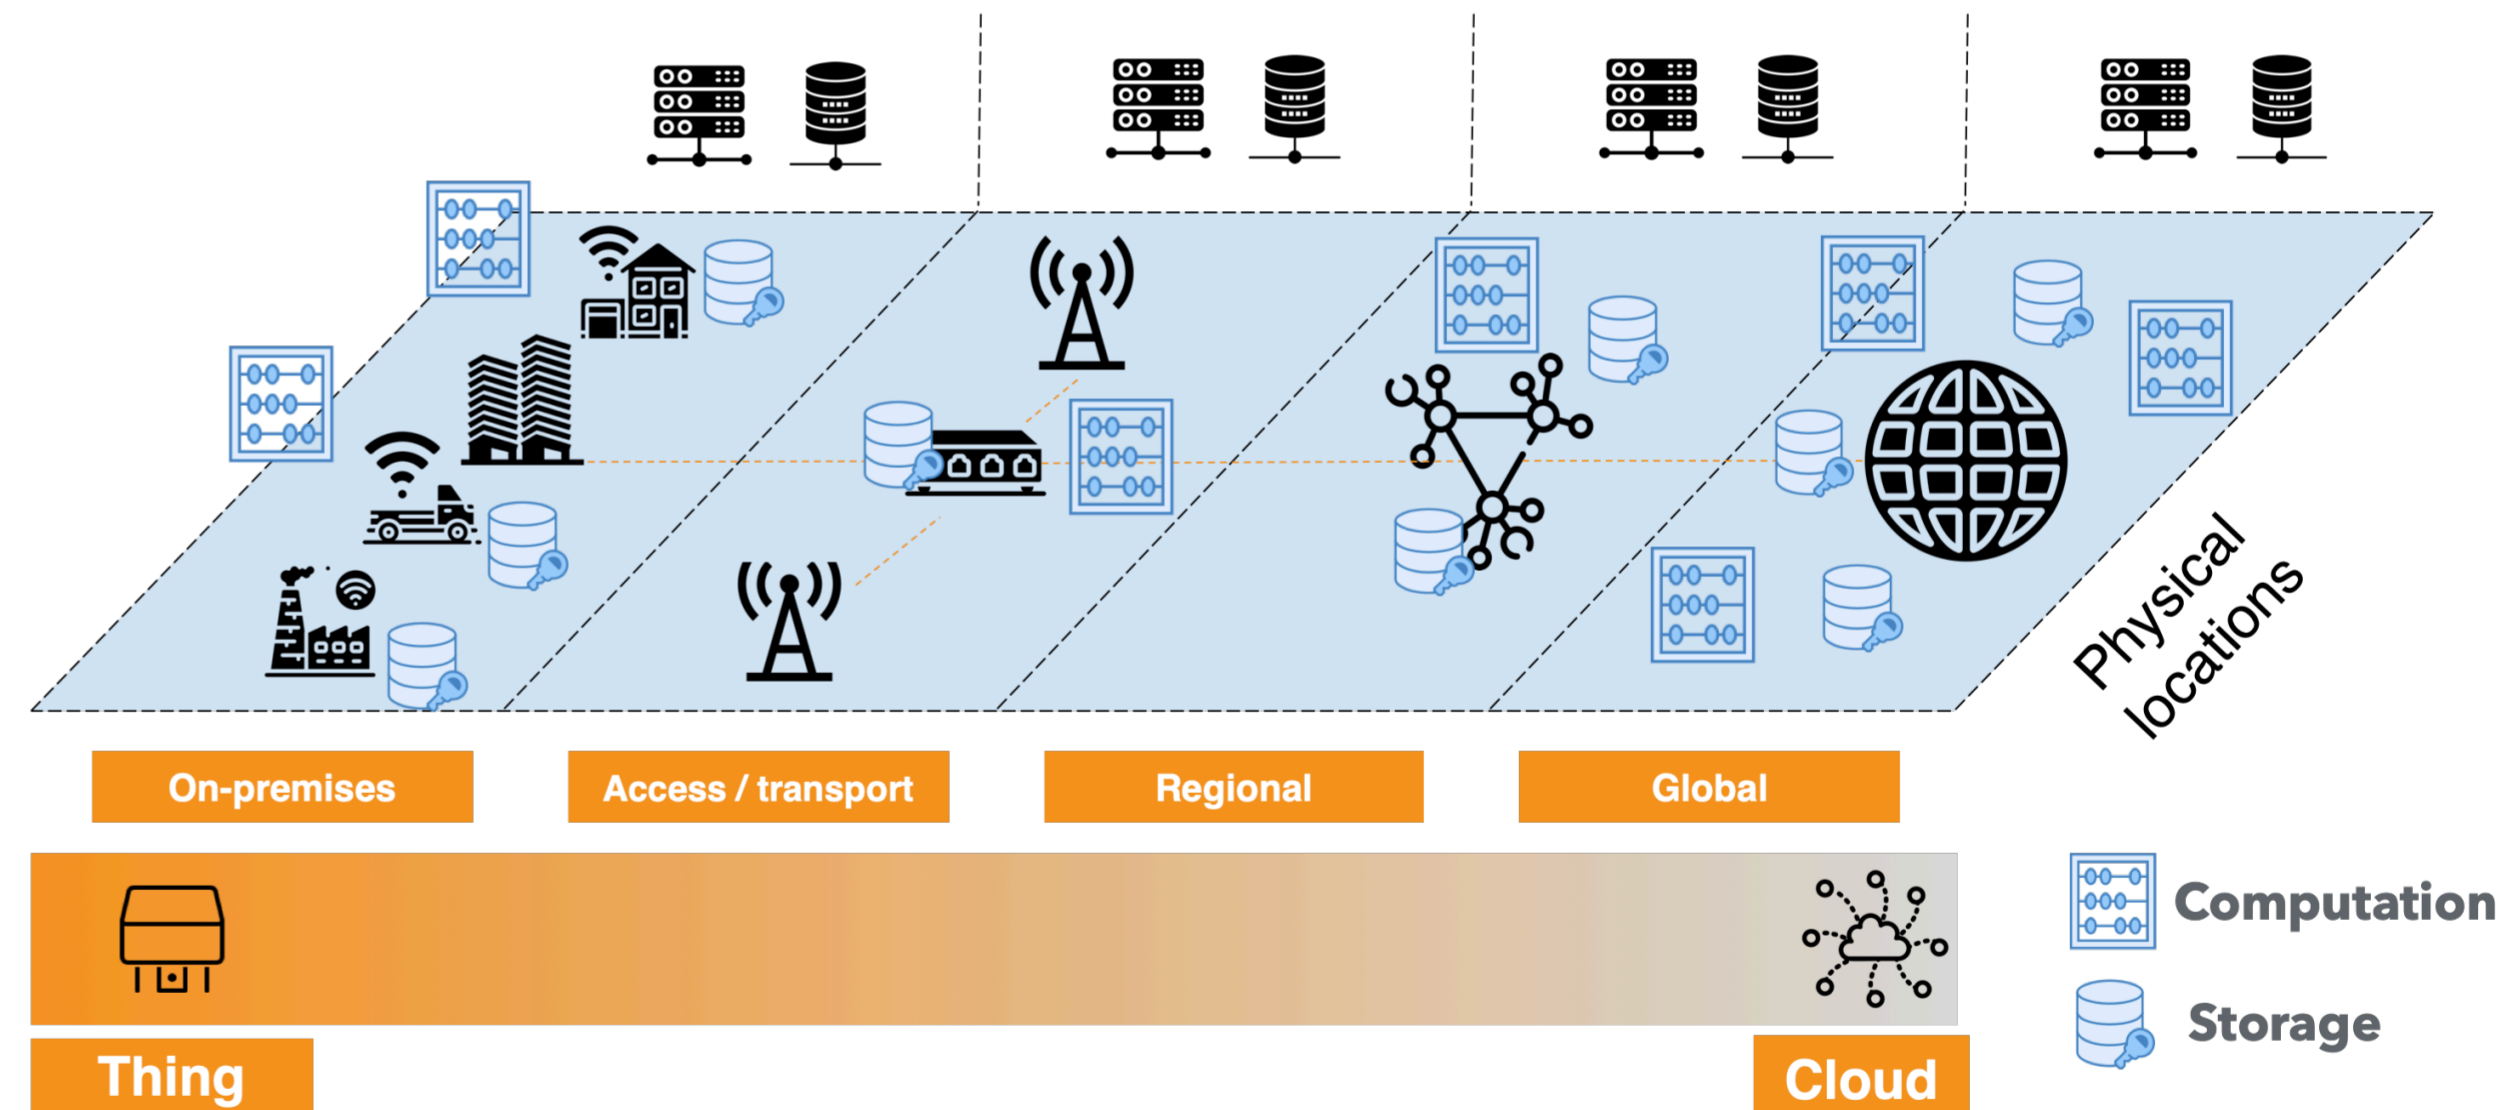 Physical
locations
On-premises
Access / transport
Regional
Global
Computation
Storage
Thing
Cloud